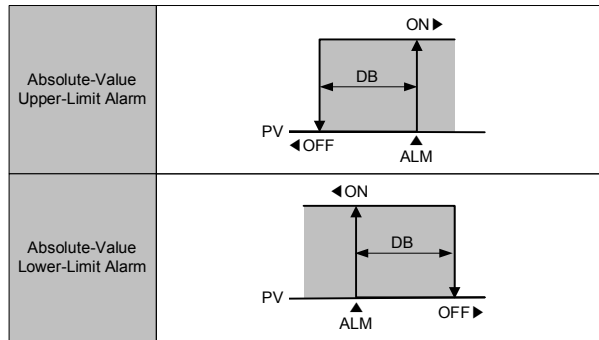 Absolute-Value
Upper-Limit Alarm
ON▶
DB
PV
◀OFF
ALM
Absolute-Value
Lower-Limit Alarm
◀ON
DB
PV
ALM
OFF▶